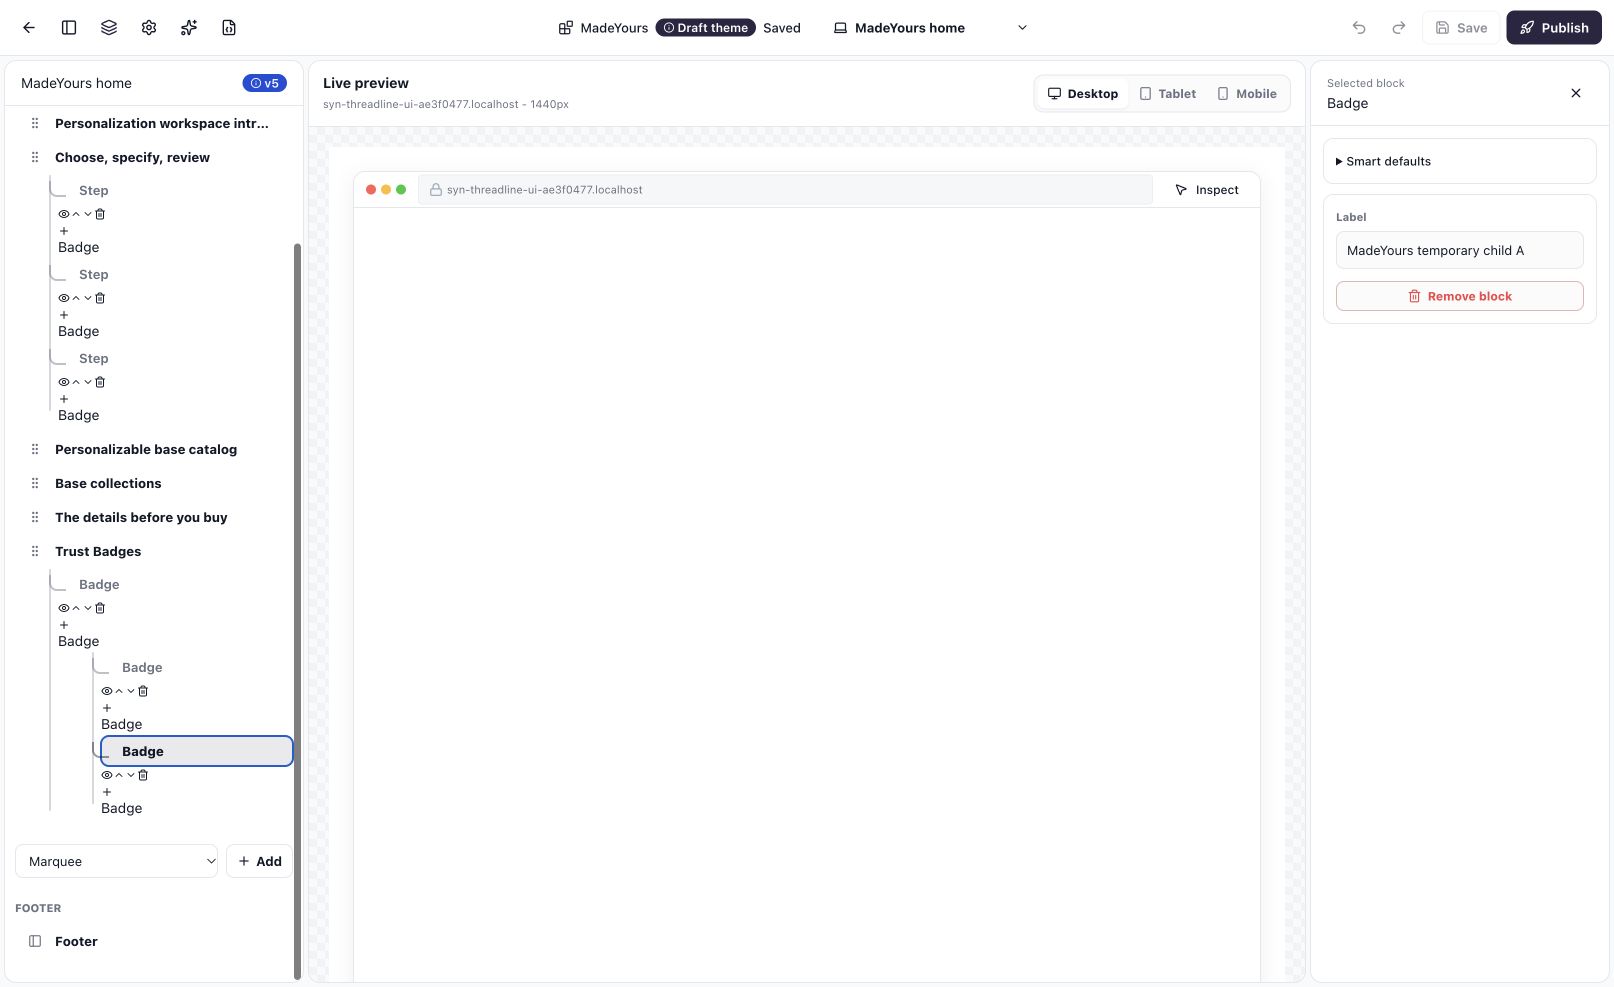 MadeYours
Draft theme
Saved
MadeYours home
Save
Publish
MadeYours home
v5
Personalization workspace intr...
Choose, specify, review
Step
Badge
Step
Badge
Step
Badge
Personalizable base catalog
Base collections
The details before you buy
Trust Badges
Badge
Badge
Badge
Badge
Badge
Badge
Marquee
Add
FOOTER
Footer
Live preview
syn-threadline-ui-ae3f0477.localhost - 1440px
Desktop
Tablet
Mobile
syn-threadline-ui-ae3f0477.localhost
Inspect
Selected block
Badge
Smart defaults
Label
MadeYours temporary child A
Remove block